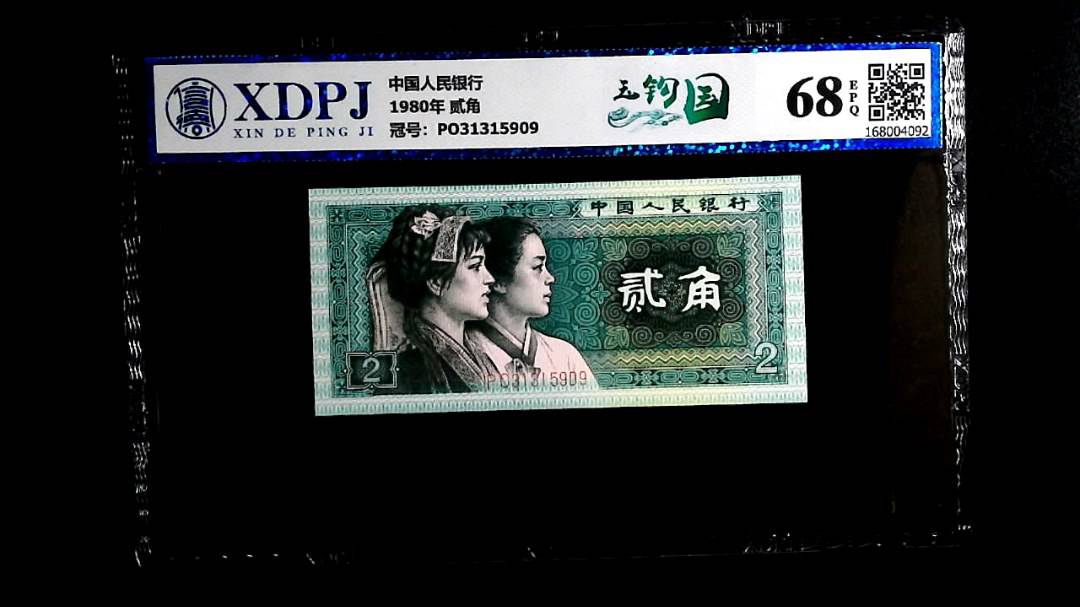 XDPJ
XIN DE PING JI
中国人民银行
1980年 贰角
冠号：PO31315909
玉钩国
68
EPQ
168004092
中国人民银行
贰角
2
2
PO31315909